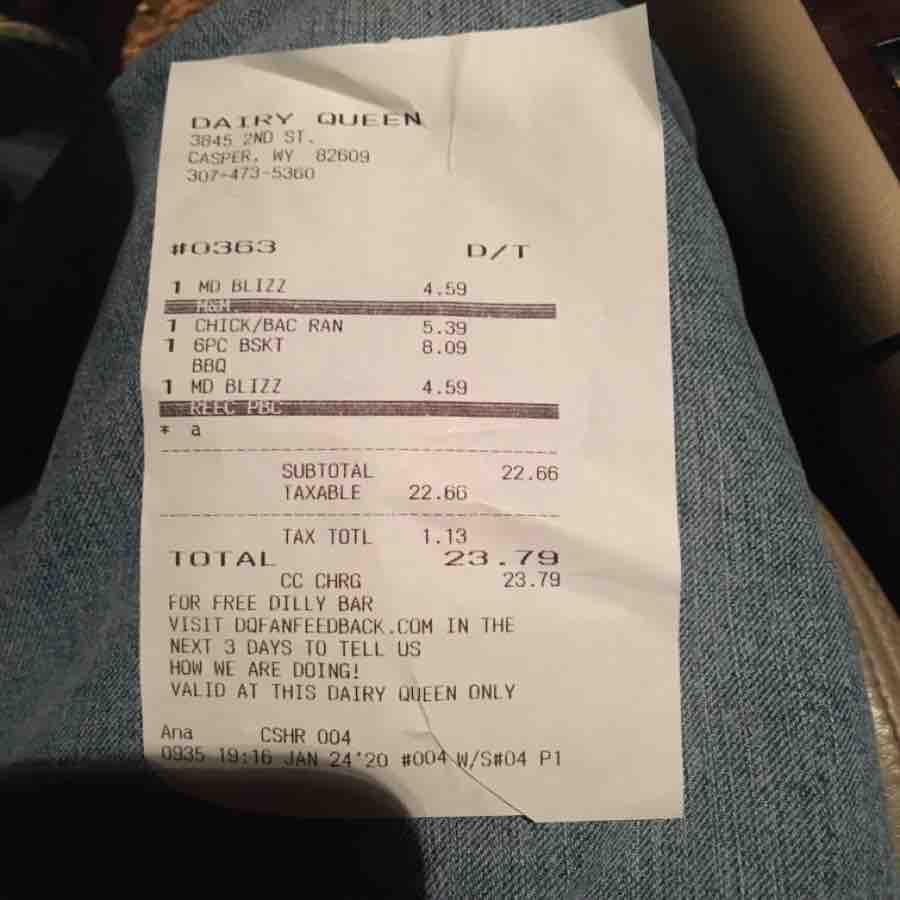 DAIRY QUEEN
3845 2ND ST.
CASPER, WY 82609
307-473-5360
#0363 D/T
1 MD BLIZZ 4.59
M&M
1 CHICK/BAC RAN 5.39
1 6PC BSKT 8.09
BBQ
1 MD BLIZZ 4.59
REEC PBC
* a
SUBTOTAL 22.66
TAXABLE 22.66
TAX TOTL 1.13
TOTAL 23.79
CC CHRG 23.79
FOR FREE DILLY BAR
VISIT DQFANFEEDBACK.COM IN THE
NEXT 3 DAYS TO TELL US
HOW WE ARE DOING!
VALID AT THIS DAIRY QUEEN ONLY
Ana CSHR 004
0935 19:16 JAN 24'20 #004 W/S#04 P1